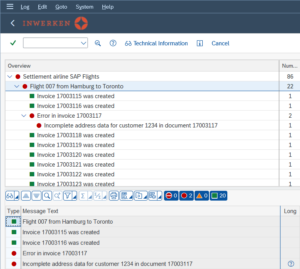 Log Edit Goto System Help
INWERKEN
Technical Information Cancel
Overview Num...
Settlement airline SAP Flights 86
Flight 007 from Hamburg to Toronto 22
Invoice 17003115 was created 1
Invoice 17003116 was created 1
Error in invoice 17003117 2
Incomplete address data for customer 1234 in document 17003117 1
Invoice 17003118 was created 1
Invoice 17003119 was created 1
Invoice 17003120 was created 1
Invoice 17003121 was created 1
Invoice 17003122 was created 1
Invoice 17003123 was created 1
0 2 0 20
Type Message Text Long
Flight 007 from Hamburg to Toronto
Invoice 17003115 was created
Invoice 17003116 was created
Error in invoice 17003117
Incomplete address data for customer 1234 in document 17003117